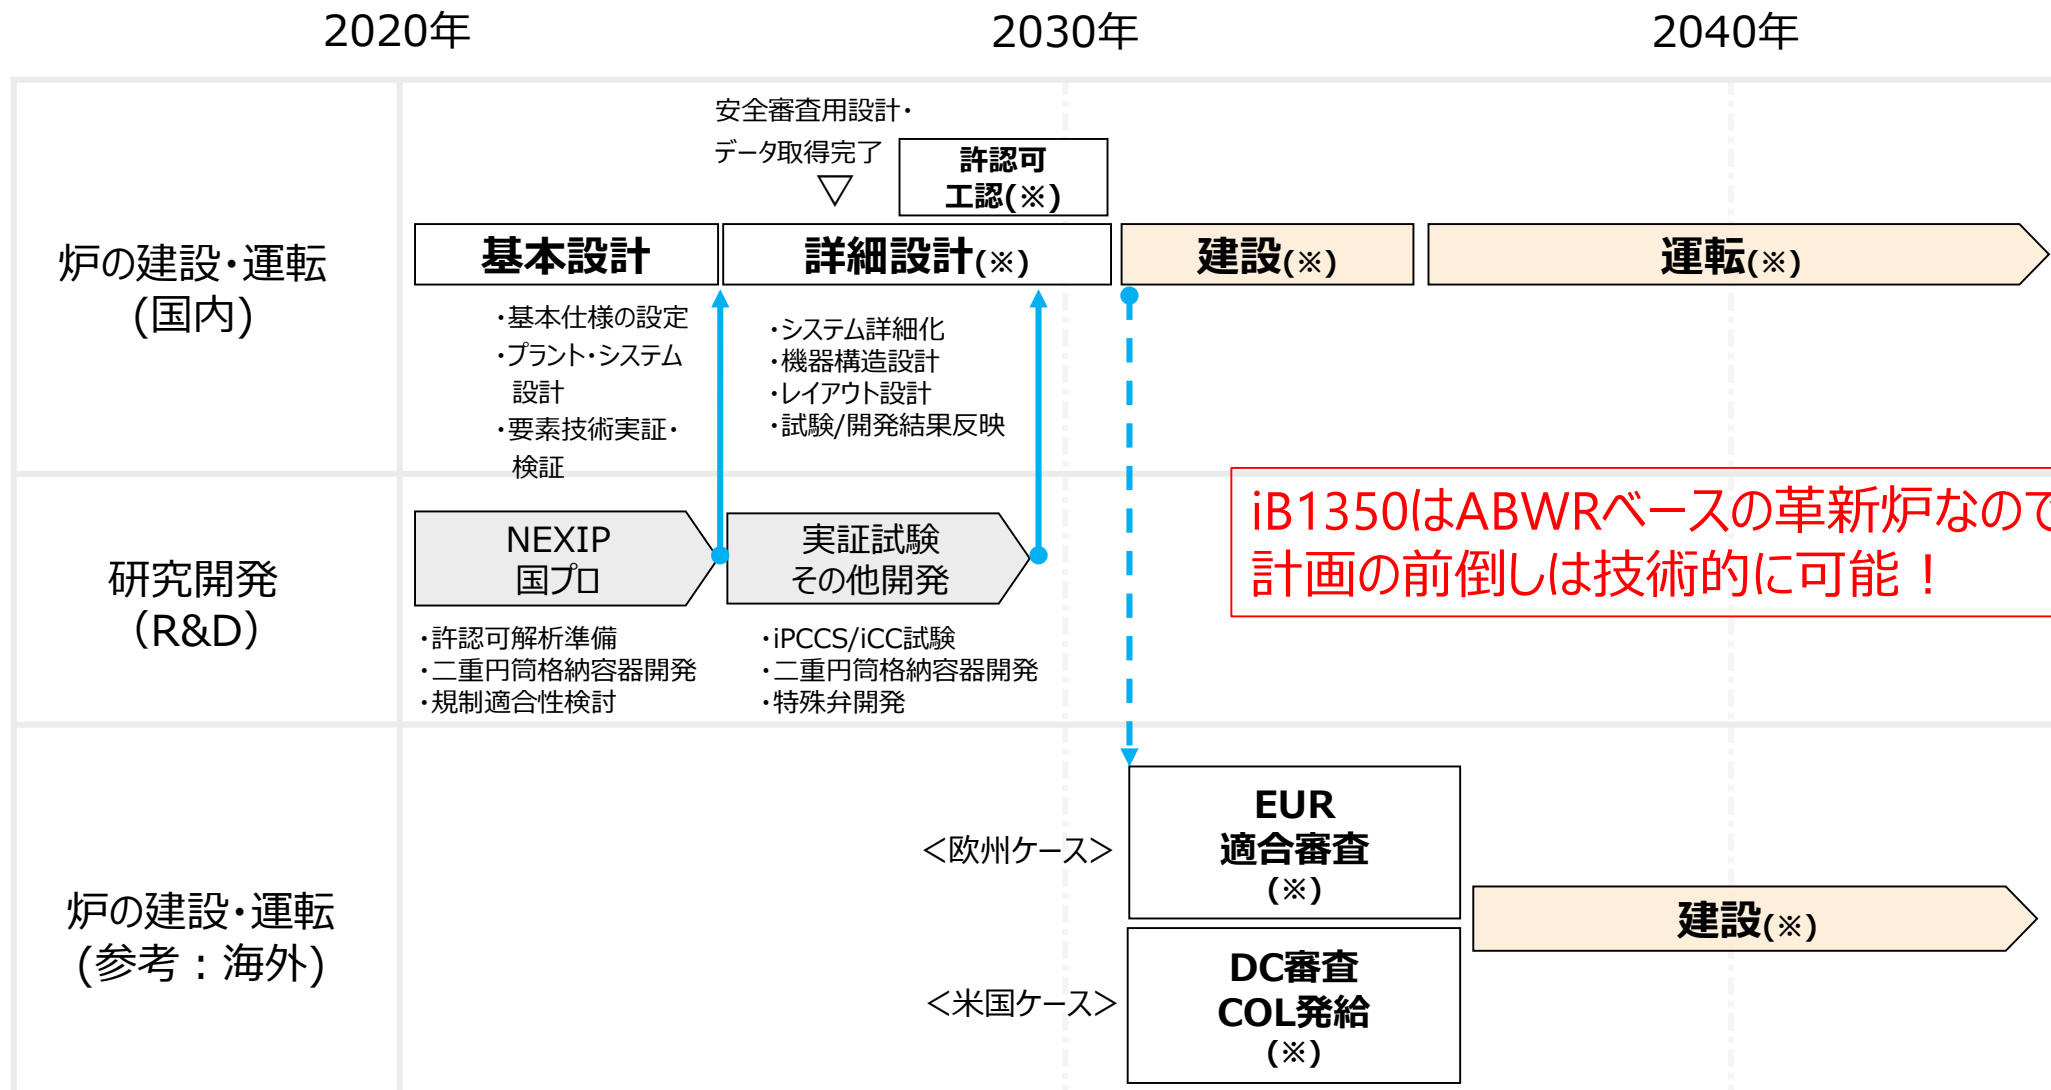 2020年
2030年
2040年
炉の建設・運転
(国内)
安全審査用設計・
データ取得完了
▽
許認可
工認(※)
基本設計
詳細設計(※)
建設(※)
運転(※)
・基本仕様の設定
・プラント・システム
設計
・要素技術実証・
検証
・システム詳細化
・機器構造設計
・レイアウト設計
・試験/開発結果反映
研究開発
（R&D）
NEXIP
国プロ
実証試験
その他開発
・許認可解析準備
・二重円筒格納容器開発
・規制適合性検討
・iPCCS/iCC試験
・二重円筒格納容器開発
・特殊弁開発
iB1350はABWRベースの革新炉なので
計画の前倒しは技術的に可能！
炉の建設・運転
(参考：海外)
＜欧州ケース＞
EUR
適合審査
(※)
＜米国ケース＞
DC審査
COL発給
(※)
建設(※)